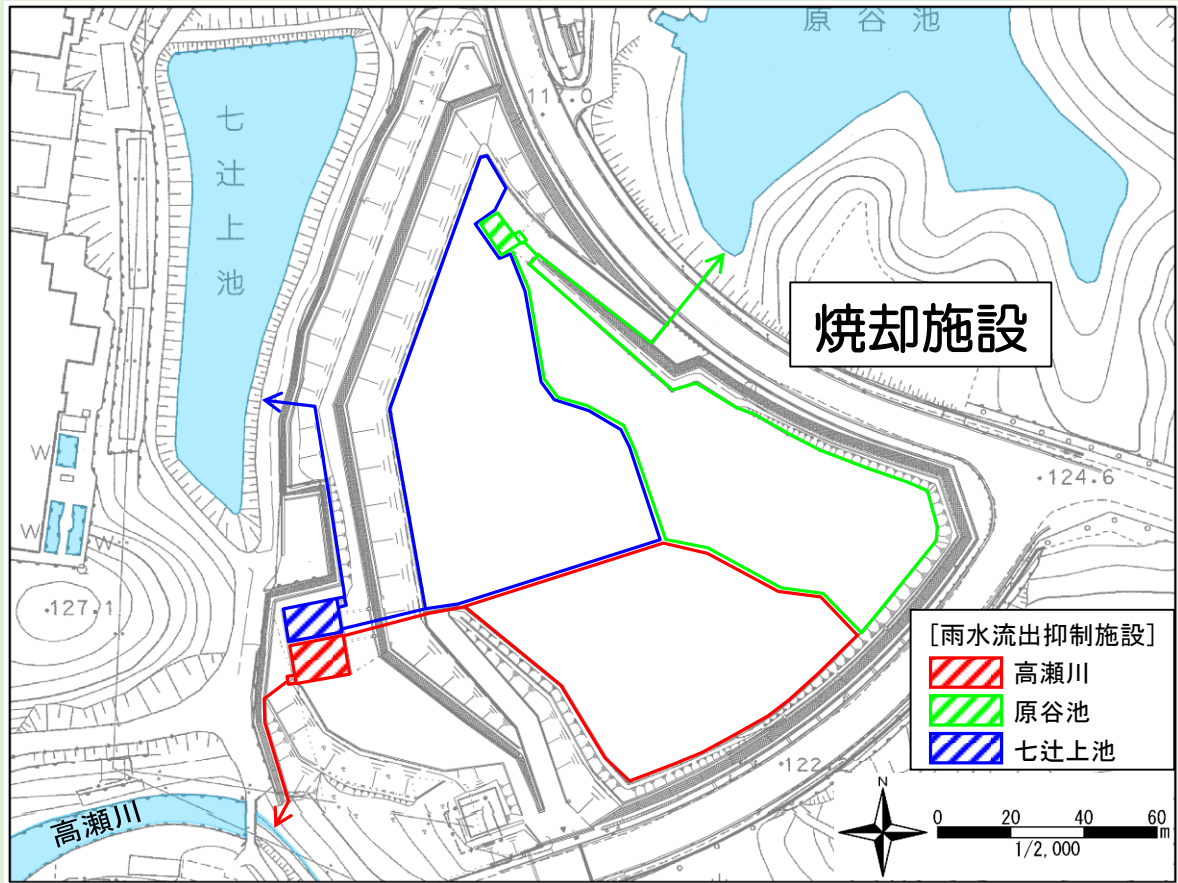 原谷池
七辻上池
117.0
焼却施設
124.6
W
W
W
127.1
[雨水流出抑制施設]
高瀬川
原谷池
七辻上池
122.
高瀬川
N
0 20 40 60
m
1/2,000